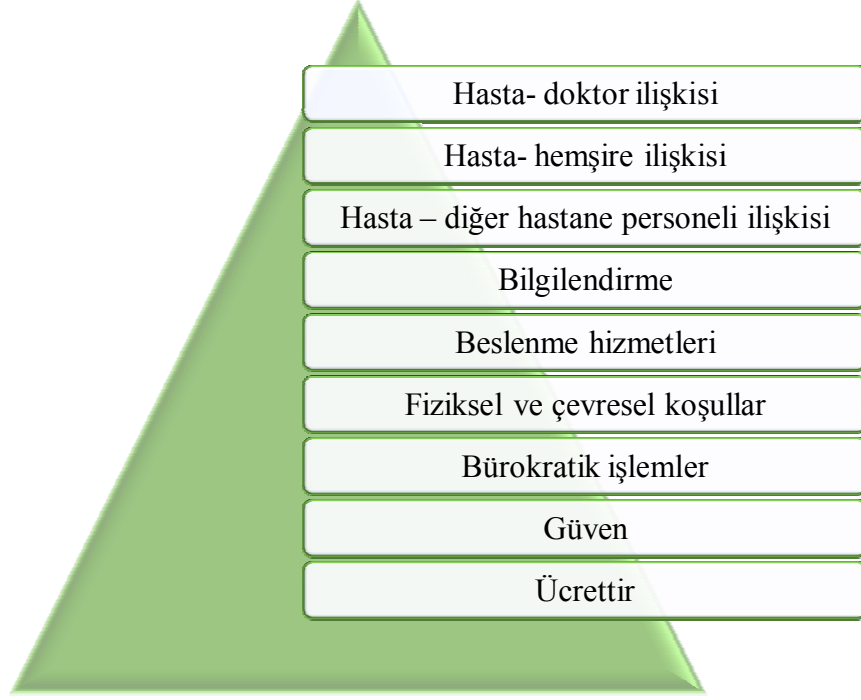 Hasta- doktor ilişkisi
Hasta- hemşire ilişkisi
Hasta – diğer hastane personeli ilişkisi
Bilgilendirme
Beslenme hizmetleri
Fiziksel ve çevresel koşullar
Bürokratik işlemler
Güven
Ücrettir